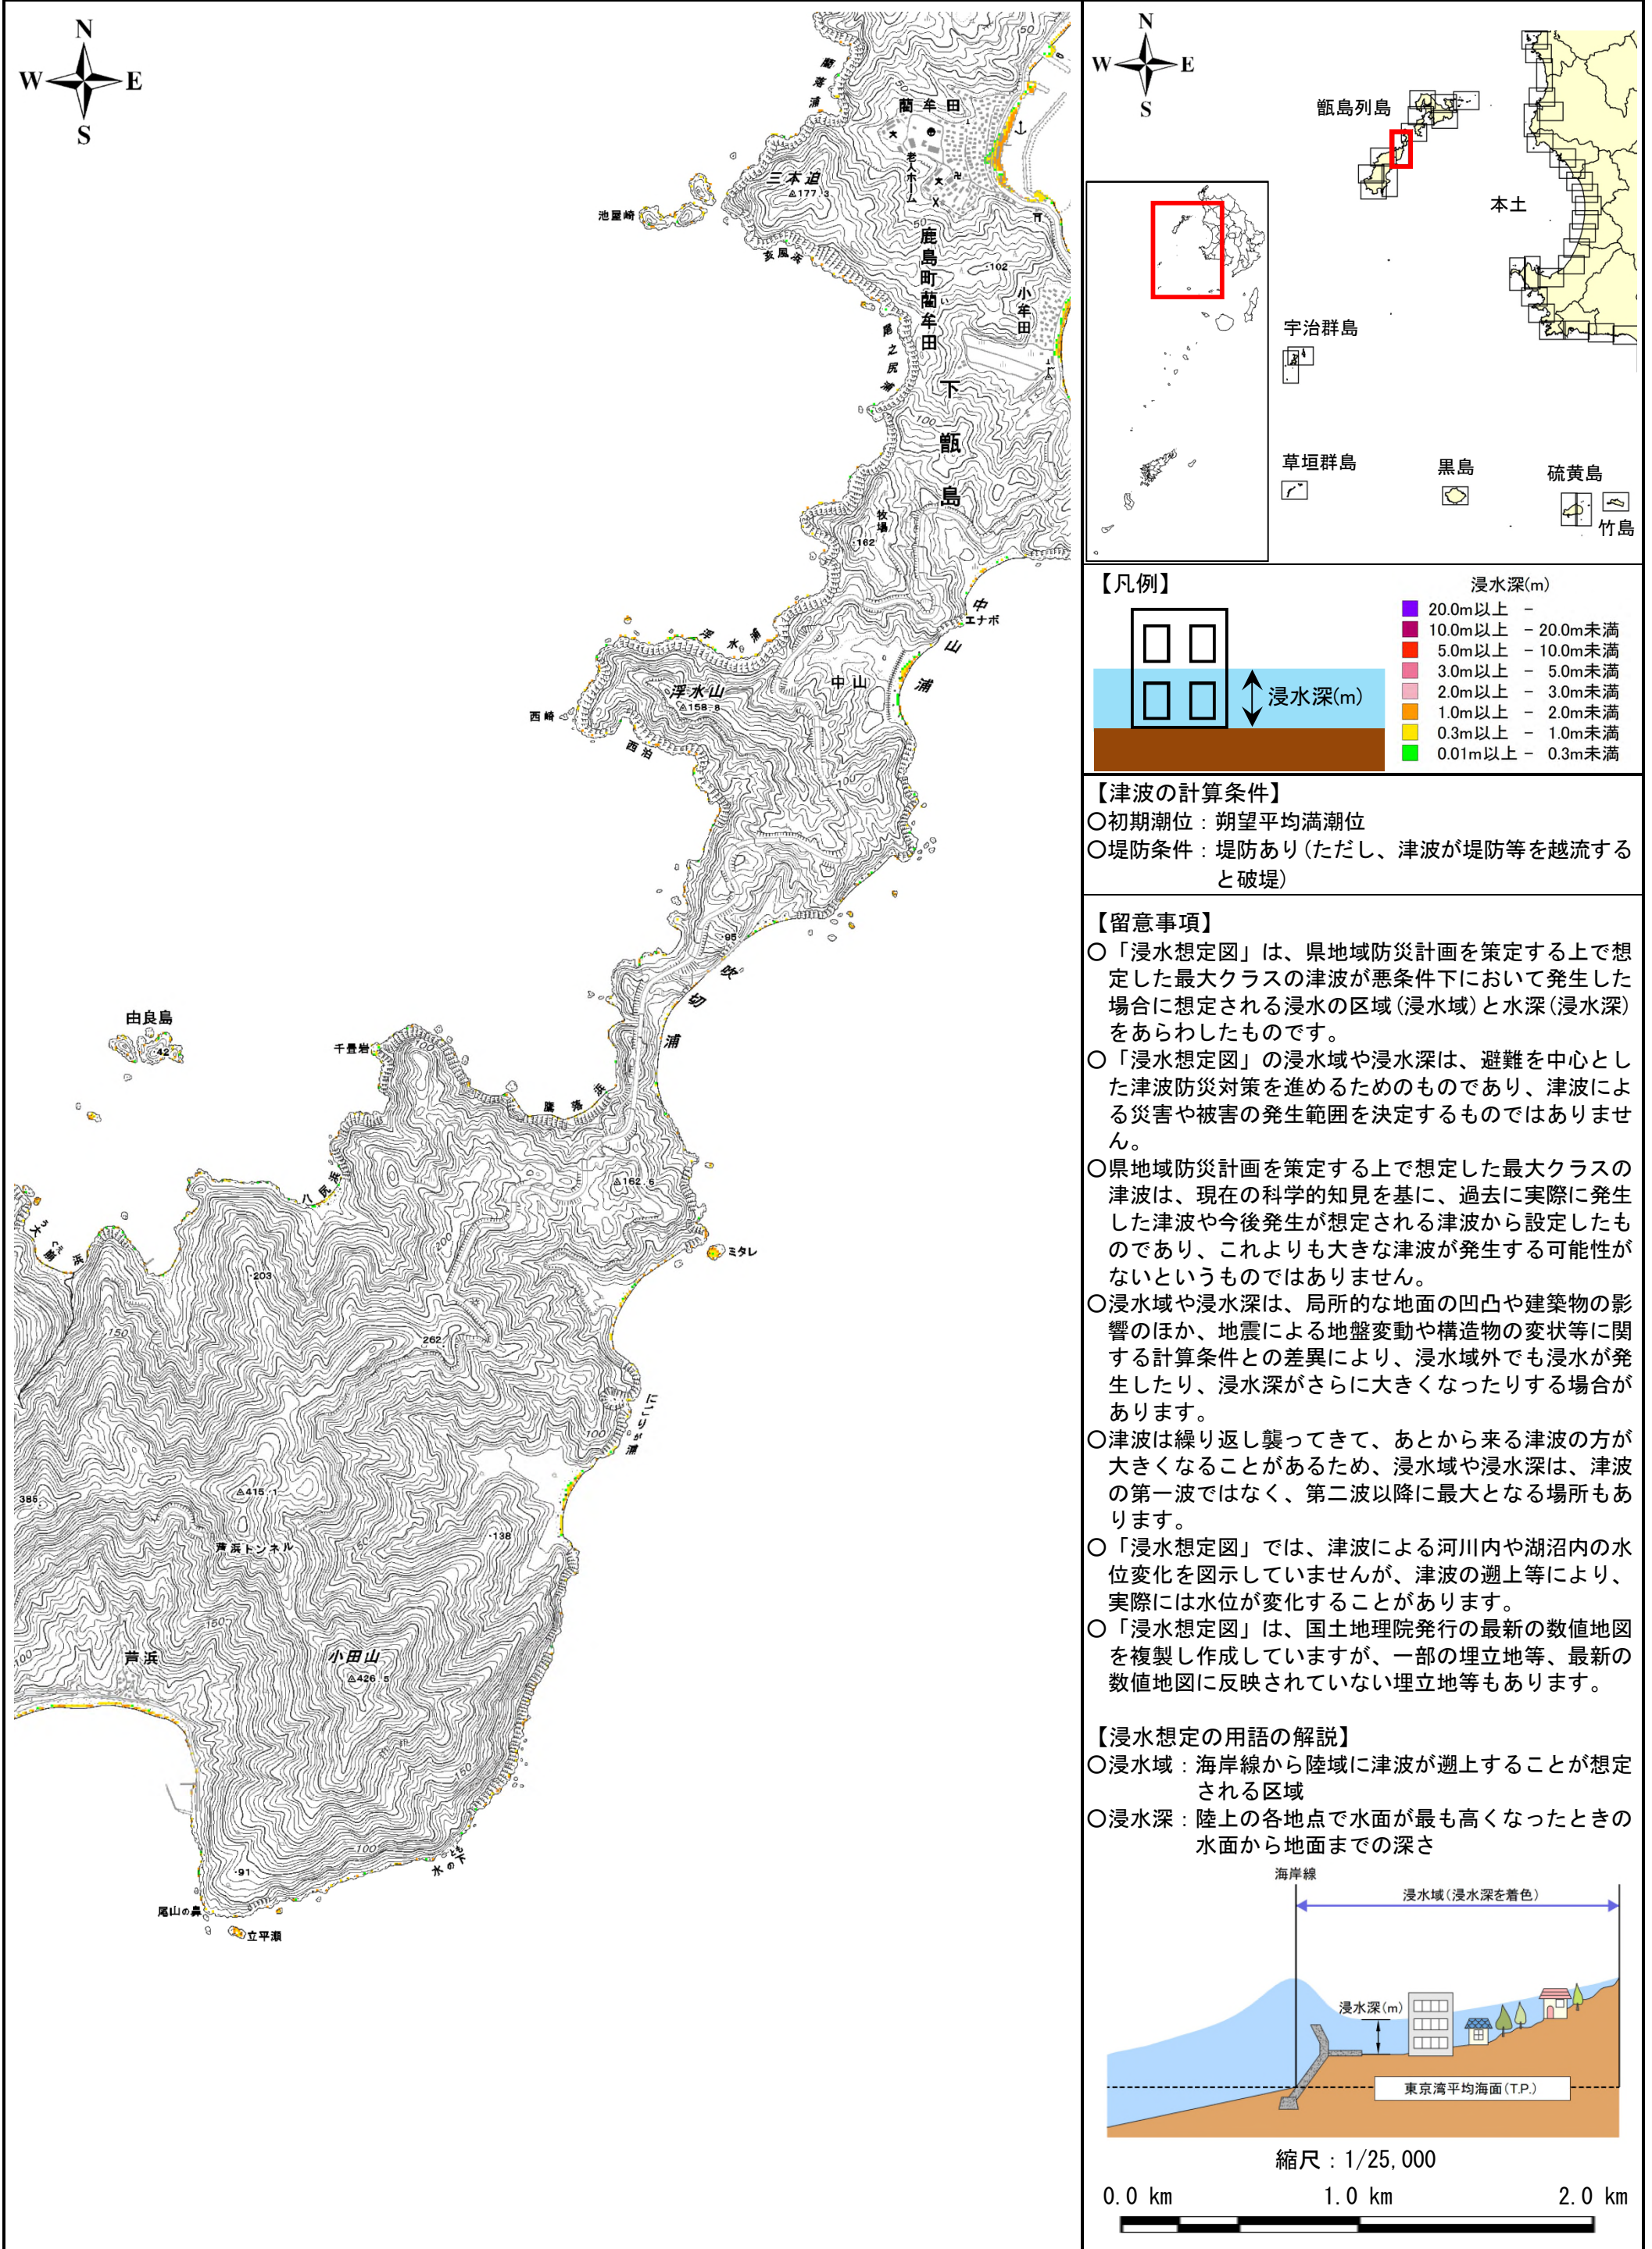 N
W E
S
藺落浦
50
50
藺牟田
老人ホーム
三本迫
177.3
池屋崎
玄風浜
50
鹿島町藺牟田
い
102
小牟田
尾之尻浦
下甑島
100
牧場
162
中山浦
エナボ
浮水浦
浮水山
158.8
中山
西崎
西泊
100
95
吹切浦
由良島
42
千畳岩
100
鷹落浜
八尻浜
162.6
200
ミタレ
203
150
262
にごりが浦
100
385
415.1
芦浜トンネル
138
150
150
100
芦浜
小田山
426.5
150
100
91
水の下
尾山の鼻
立平瀬
N
W E
S
甑島列島
本土
宇治群島
草垣群島
黒島
硫黄島
竹島
【凡例】
浸水深(m)
浸水深(m)
20.0m以上 －
10.0m以上 － 20.0m未満
5.0m以上 － 10.0m未満
3.0m以上 － 5.0m未満
2.0m以上 － 3.0m未満
1.0m以上 － 2.0m未満
0.3m以上 － 1.0m未満
0.01m以上 － 0.3m未満
【津波の計算条件】
○初期潮位：朔望平均満潮位
○堤防条件：堤防あり(ただし、津波が堤防等を越流する
と破堤)
【留意事項】
○「浸水想定図」は、県地域防災計画を策定する上で想
定した最大クラスの津波が悪条件下において発生した
場合に想定される浸水の区域(浸水域)と水深(浸水深)
をあらわしたものです。
○「浸水想定図」の浸水域や浸水深は、避難を中心とし
た津波防災対策を進めるためのものであり、津波によ
る災害や被害の発生範囲を決定するものではありませ
ん。
○県地域防災計画を策定する上で想定した最大クラスの
津波は、現在の科学的知見を基に、過去に実際に発生
した津波や今後発生が想定される津波から設定したも
のであり、これよりも大きな津波が発生する可能性が
ないというものではありません。
○浸水域や浸水深は、局所的な地面の凹凸や建築物の影
響のほか、地震による地盤変動や構造物の変状等に関
する計算条件との差異により、浸水域外でも浸水が発
生したり、浸水深がさらに大きくなったりする場合が
あります。
○津波は繰り返し襲ってきて、あとから来る津波の方が
大きくなることがあるため、浸水域や浸水深は、津波
の第一波ではなく、第二波以降に最大となる場所もあ
ります。
○「浸水想定図」では、津波による河川内や湖沼内の水
位変化を図示していませんが、津波の遡上等により、
実際には水位が変化することがあります。
○「浸水想定図」は、国土地理院発行の最新の数値地図
を複製し作成していますが、一部の埋立地等、最新の
数値地図に反映されていない埋立地等もあります。
【浸水想定の用語の解説】
○浸水域：海岸線から陸域に津波が遡上することが想定
される区域
○浸水深：陸上の各地点で水面が最も高くなったときの
水面から地面までの深さ
海岸線
浸水域(浸水深を着色)
浸水深(m)
東京湾平均海面(T.P.)
縮尺：1/25,000
0.0 km 1.0 km 2.0 km